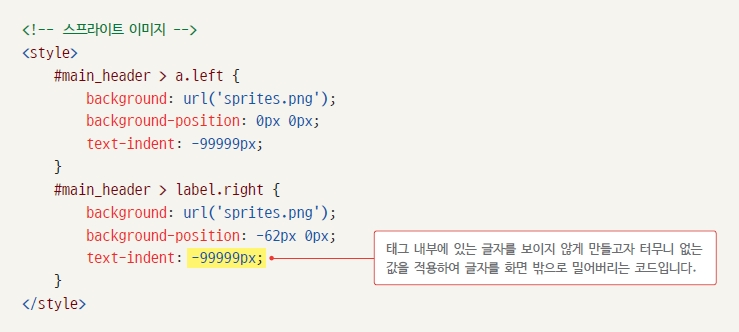 <!-- 스프라이트 이미지 -->
<style>
    #main_header > a.left {
        background: url('sprites.png');
        background-position: 0px 0px;
        text-indent: -99999px;
    }
    #main_header > label.right {
        background: url('sprites.png');
        background-position: -62px 0px;
        text-indent: -99999px;
    }
</style>
태그 내부에 있는 글자를 보이지 않게 만들고자 터무니 없는
값을 적용하여 글자를 화면 밖으로 밀어버리는 코드입니다.